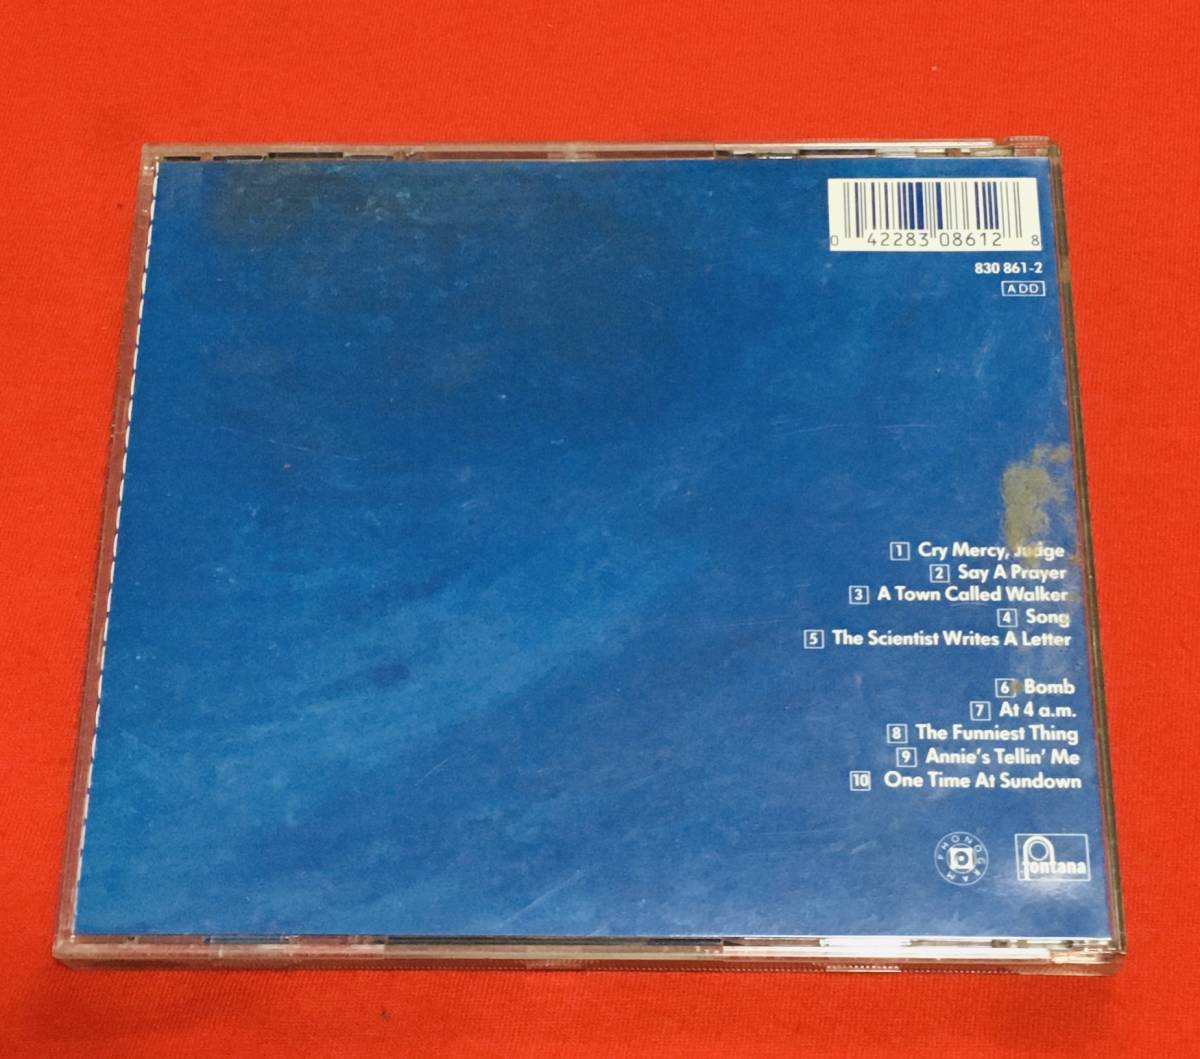 0 42283 08612 8
830 861-2
ADD
1 Cry Mercy, Judge
2 Say A Prayer
3 A Town Called Walker
4 Song
5 The Scientist Writes A Letter
6 Bomb
7 At 4 a.m.
8 The Funniest Thing
9 Annie's Tellin' Me
10 One Time At Sundown
PHONOGRAM
fontana